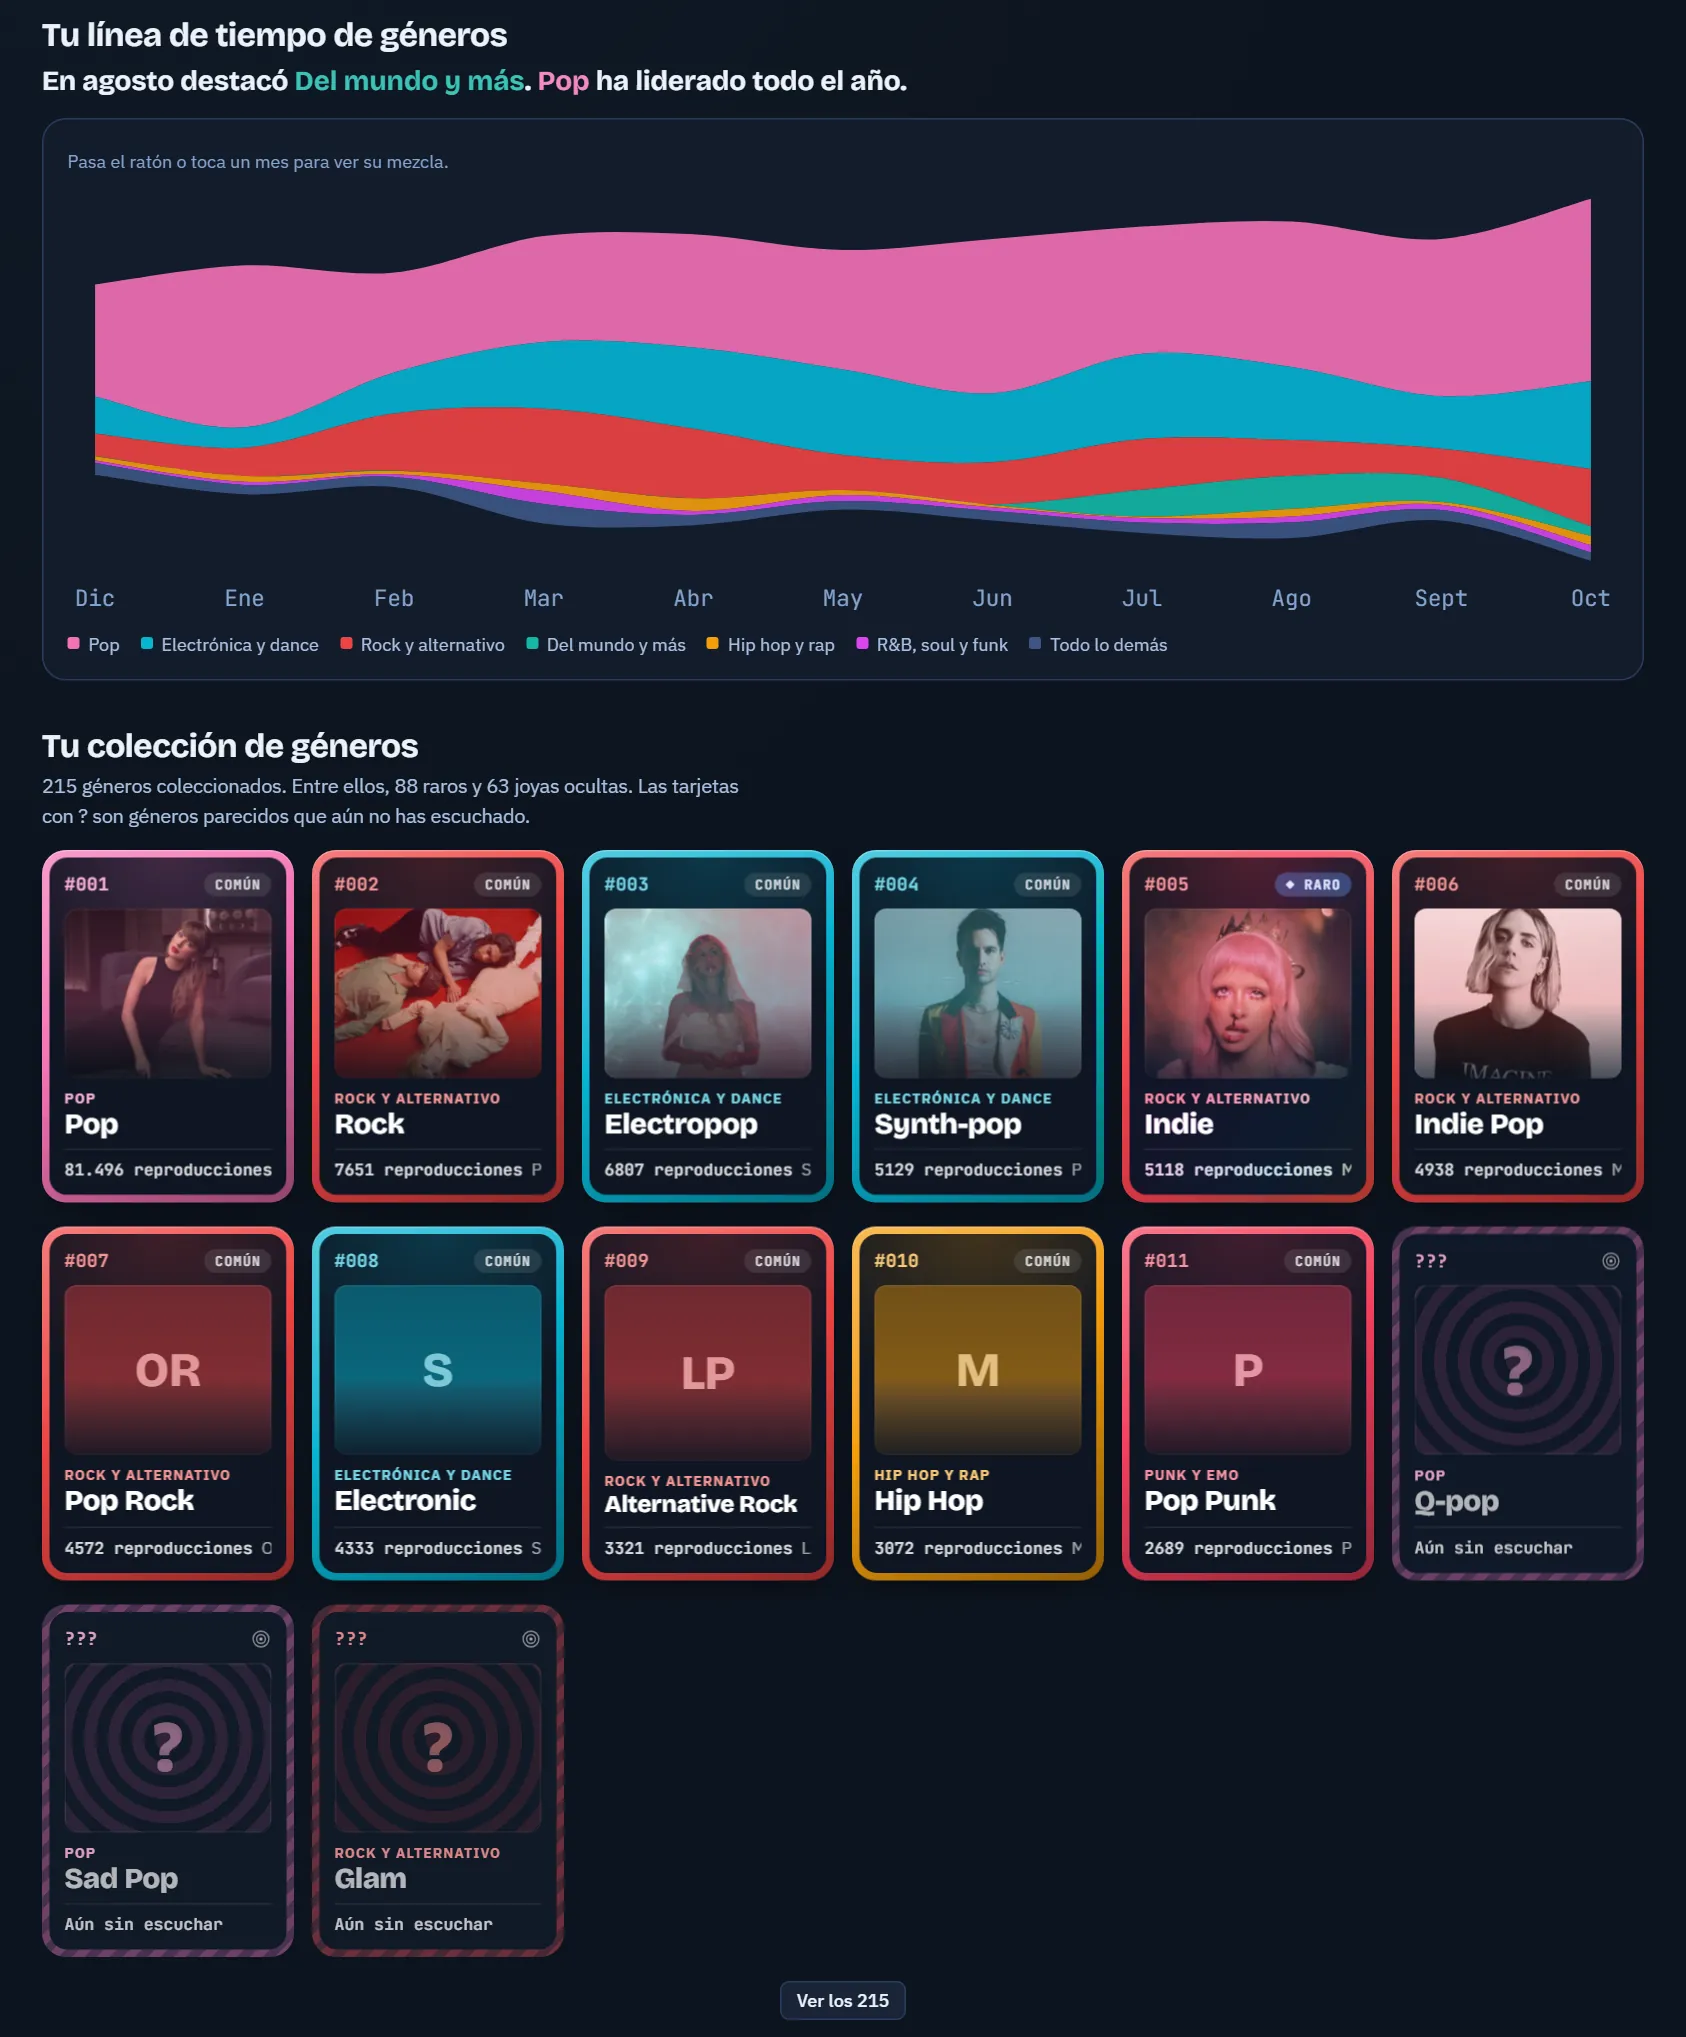 Tu línea de tiempo de géneros
En agosto destacó Del mundo y más. Pop ha liderado todo el año.
Pasa el ratón o toca un mes para ver su mezcla.
Dic Ene Feb Mar Abr May Jun Jul Ago Sept Oct
Pop Electrónica y dance Rock y alternativo Del mundo y más Hip hop y rap R&B, soul y funk Todo lo demás
Tu colección de géneros
215 géneros coleccionados. Entre ellos, 88 raros y 63 joyas ocultas. Las tarjetas
con ? son géneros parecidos que aún no has escuchado.
#001 COMÚN
POP
Pop
81.496 reproducciones
#002 COMÚN
ROCK Y ALTERNATIVO
Rock
7651 reproducciones P
#003 COMÚN
ELECTRÓNICA Y DANCE
Electropop
6807 reproducciones S
#004 COMÚN
ELECTRÓNICA Y DANCE
Synth-pop
5129 reproducciones P
#005 RARO
ROCK Y ALTERNATIVO
Indie
5118 reproducciones M
#006 COMÚN
IMAGINE
ROCK Y ALTERNATIVO
Indie Pop
4938 reproducciones M
#007 COMÚN
OR
ROCK Y ALTERNATIVO
Pop Rock
4572 reproducciones O
#008 COMÚN
S
ELECTRÓNICA Y DANCE
Electronic
4333 reproducciones S
#009 COMÚN
LP
ROCK Y ALTERNATIVO
Alternative Rock
3321 reproducciones L
#010 COMÚN
M
HIP HOP Y RAP
Hip Hop
3072 reproducciones M
#011 COMÚN
P
PUNK Y EMO
Pop Punk
2689 reproducciones P
???
?
POP
Q-pop
Aún sin escuchar
???
?
POP
Sad Pop
Aún sin escuchar
???
?
ROCK Y ALTERNATIVO
Glam
Aún sin escuchar
Ver los 215